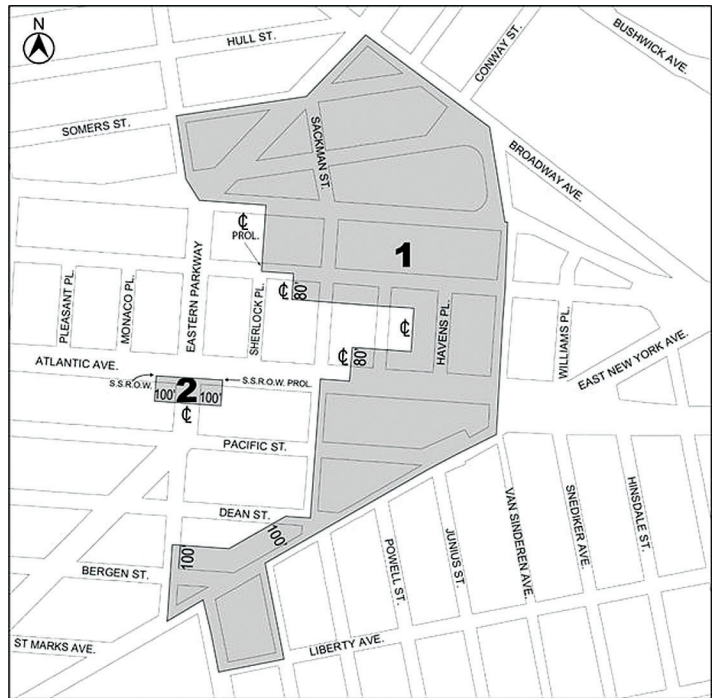 N
HULL ST.
CONWAY ST.
BUSHWICK AVE.
SOMERS ST.
SACKMAN ST.
BROADWAY AVE.
℄
PROL.
1
PLEASANT PL.
MONACO PL.
EASTERN PARKWAY
SHERLOCK PL.
℄
80'
℄
HAVENS PL.
WILLIAMS PL.
EAST NEW YORK AVE.
℄
80'
ATLANTIC AVE.
S.S.R.O.W.
2
S.S.R.O.W. PROL.
100'
100'
℄
PACIFIC ST.
DEAN ST.
100'
100'
BERGEN ST.
POWELL ST.
JUNIUS ST.
VAN SINDEREN AVE.
SNEDIKER AVE.
HINSDALE ST.
ST MARKS AVE.
LIBERTY AVE.